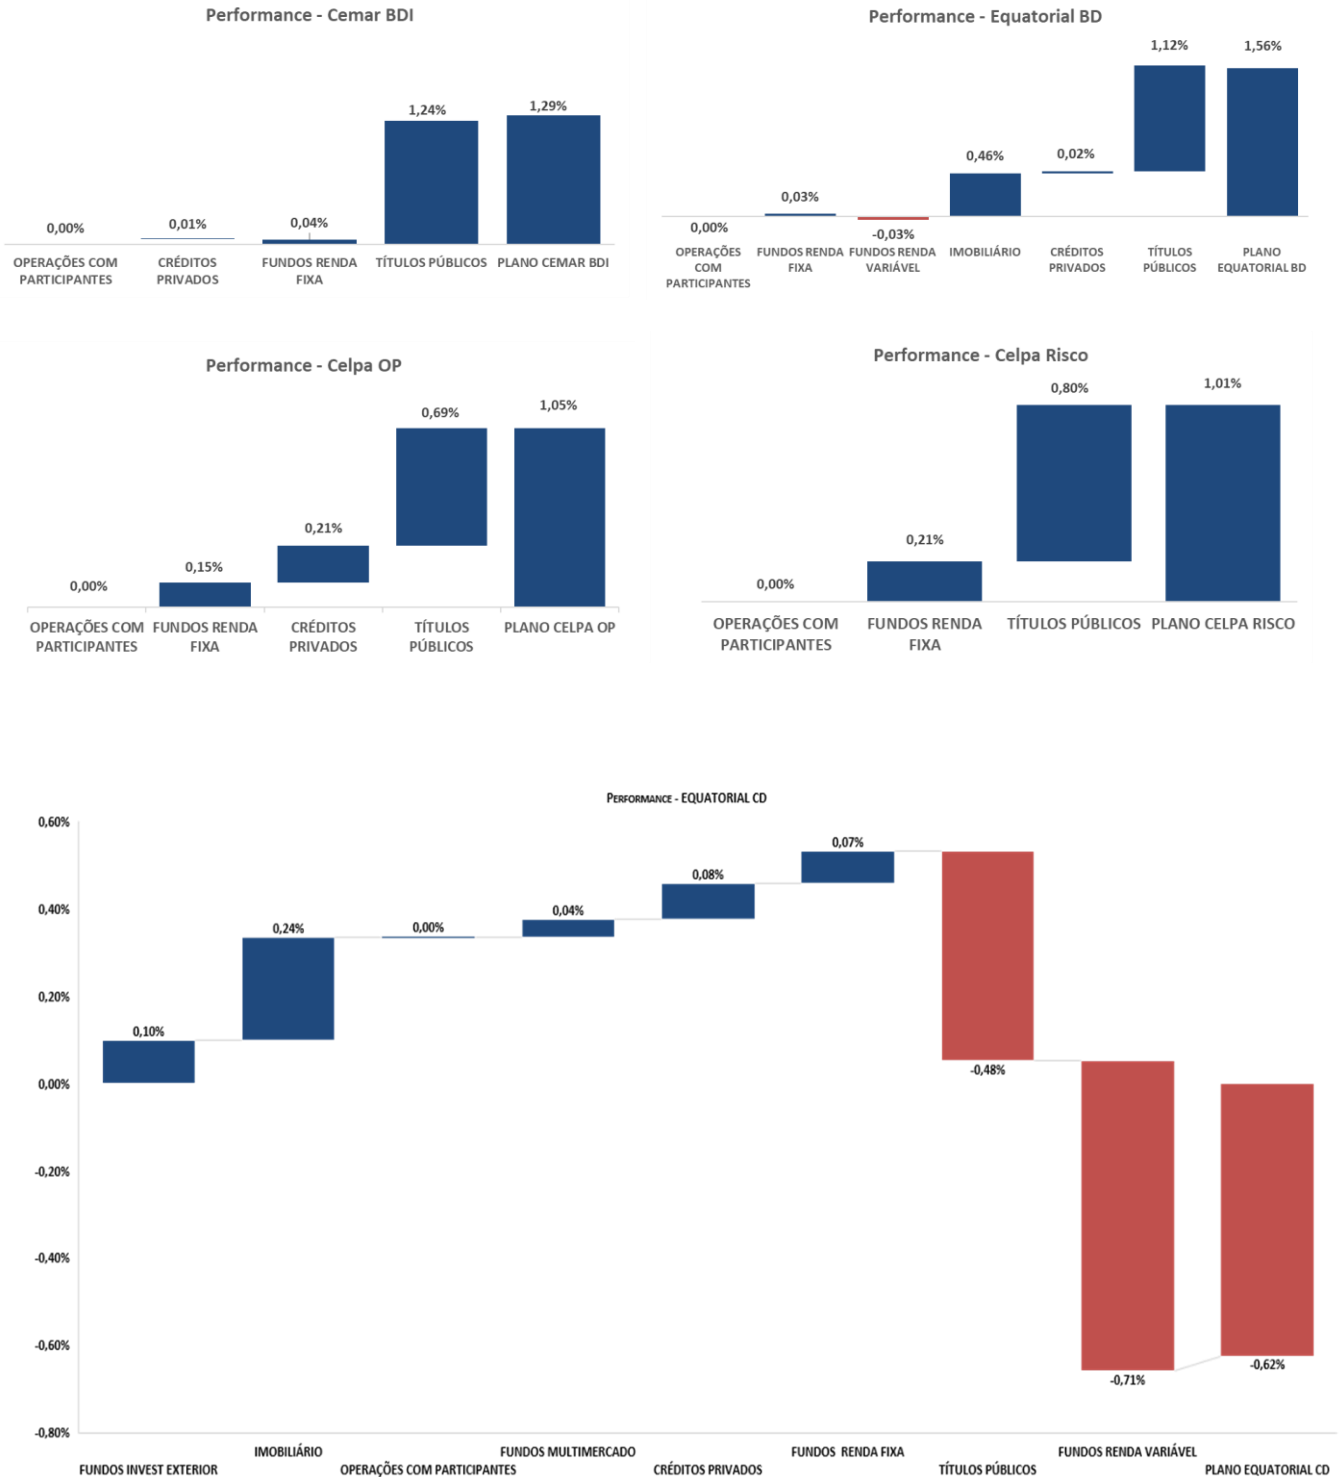 Performance - Cemar BDI
0,00%
0,01%
0,04%
1,24%
1,29%
OPERAÇÕES COM
PARTICIPANTES
CRÉDITOS
PRIVADOS
FUNDOS RENDA
FIXA
TÍTULOS PÚBLICOS
PLANO CEMAR BDI
Performance - Equatorial BD
0,00%
0,03%
-0,03%
0,46%
0,02%
1,12%
1,56%
OPERAÇÕES
COM
PARTICIPANTES
FUNDOS RENDA
FIXA
FUNDOS RENDA
VARIÁVEL
IMOBILIÁRIO
CRÉDITOS
PRIVADOS
TÍTULOS
PÚBLICOS
PLANO
EQUATORIAL BD
Performance - Celpa OP
0,00%
0,15%
0,21%
0,69%
1,05%
OPERAÇÕES COM
PARTICIPANTES
FUNDOS RENDA
FIXA
CRÉDITOS
PRIVADOS
TÍTULOS
PÚBLICOS
PLANO CELPA OP
Performance - Celpa Risco
0,00%
0,21%
0,80%
1,01%
OPERAÇÕES COM
PARTICIPANTES
FUNDOS RENDA
FIXA
TÍTULOS PÚBLICOS
PLANO CELPA RISCO
PERFORMANCE - EQUATORIAL CD
0,60%
0,40%
0,20%
0,00%
-0,20%
-0,40%
-0,60%
-0,80%
0,10%
0,24%
0,00%
0,04%
0,08%
0,07%
-0,48%
-0,71%
-0,62%
FUNDOS INVEST EXTERIOR
IMOBILIÁRIO
OPERAÇÕES COM PARTICIPANTES
FUNDOS MULTIMERCADO
CRÉDITOS PRIVADOS
FUNDOS RENDA FIXA
TÍTULOS PÚBLICOS
FUNDOS RENDA VARIÁVEL
PLANO EQUATORIAL CD